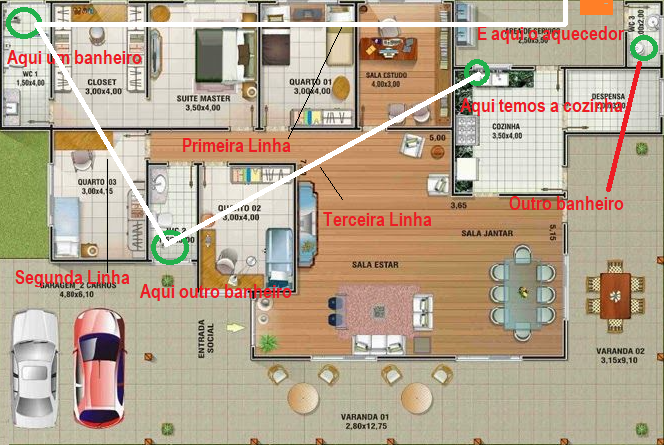 Aqui um banheiro
WC 1
1,50x4,00
CLOSET
3,00x4,00
SUITE MASTER
3,50x4,00
QUARTO 01
3,00x4,00
SALA ESTUDO
4,00x3,00
E aqui o aquecedor
2,50x5,50
WC 3
Aqui temos a cozinha
COZINHA
3,50x4,00
DESPENSA
Primeira Linha
5,00
Outro banheiro
QUARTO 03
3,00x4,15
QUARTO 02
3,00x4,00
Terceira Linha
3,65
5,15
SALA JANTAR
SALA ESTAR
Segunda Linha
Aqui outro banheiro
GARAGEM_2 CARROS
4,80x6,10
ENTRADA
SOCIAL
VARANDA 02
3,15x9,10
VARANDA 01
2,80x12,75